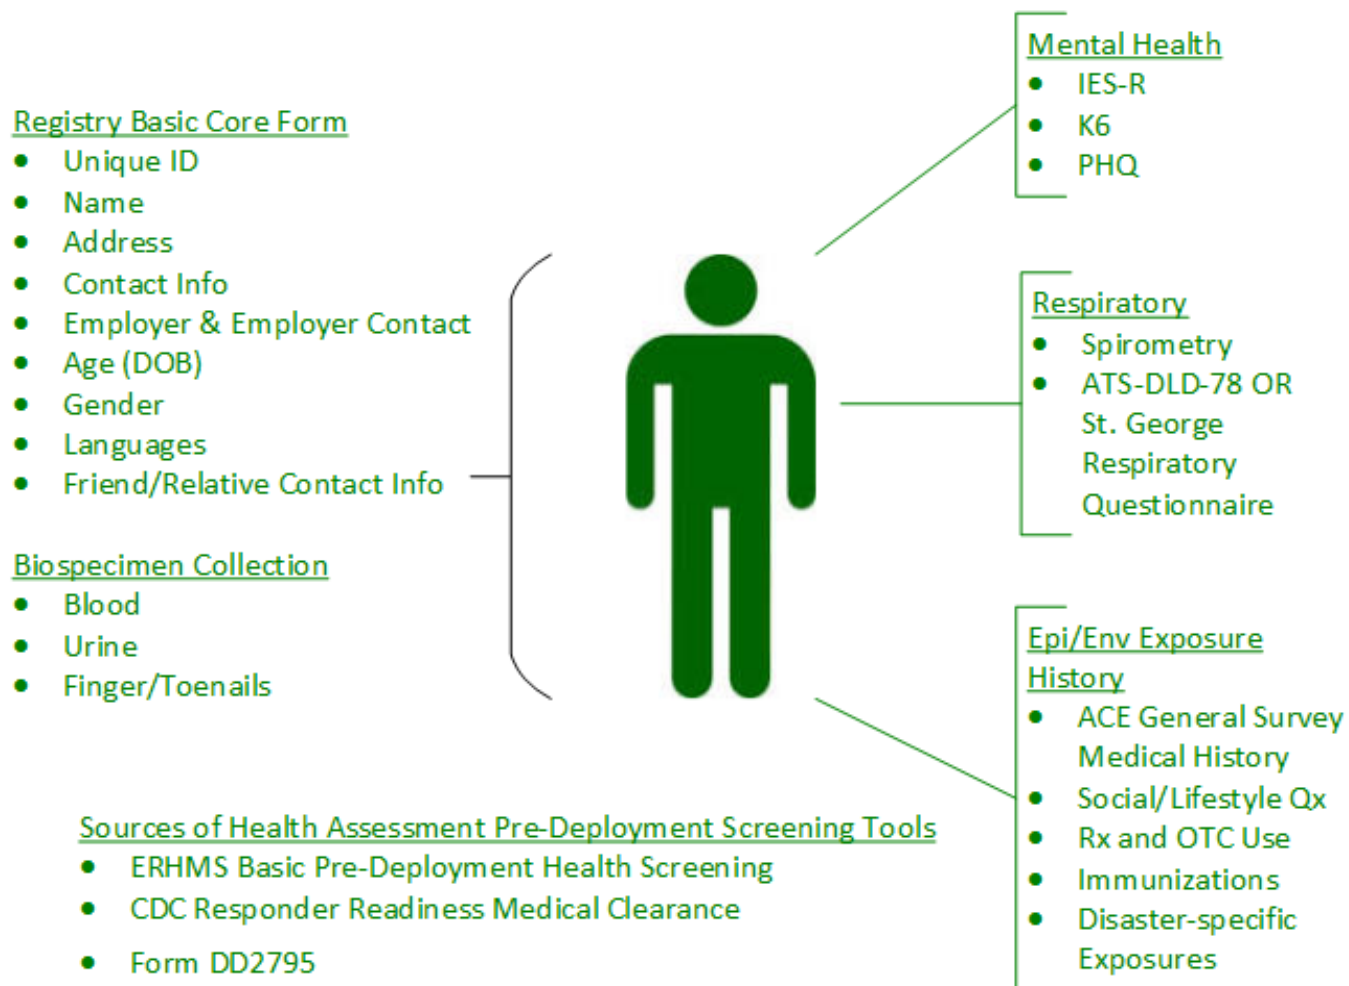 Registry Basic Core Form
• Unique ID
• Name
• Address
• Contact Info
• Employer & Employer Contact
• Age (DOB)
• Gender
• Languages
• Friend/Relative Contact Info
Biospecimen Collection
• Blood
• Urine
• Finger/Toenails
Mental Health
• IES-R
• K6
• PHQ
Respiratory
• Spirometry
• ATS-DLD-78 OR
St. George
Respiratory
Questionnaire
Epi/Env Exposure
History
• ACE General Survey
Medical History
• Social/Lifestyle Qx
• Rx and OTC Use
• Immunizations
• Disaster-specific
Exposures
Sources of Health Assessment Pre-Deployment Screening Tools
• ERHMS Basic Pre-Deployment Health Screening
• CDC Responder Readiness Medical Clearance
• Form DD2795